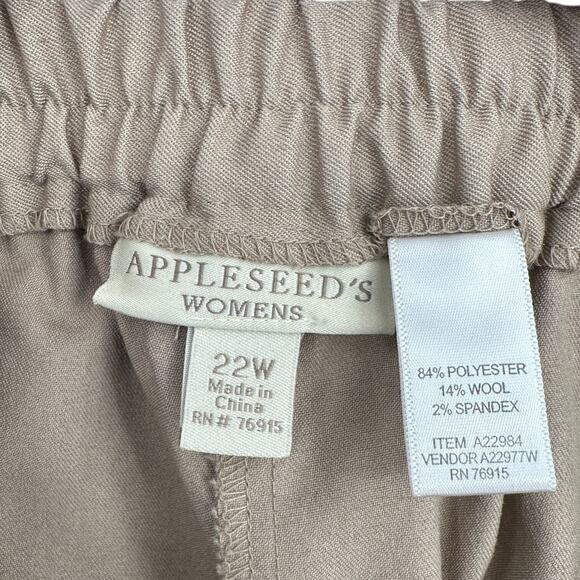 APPLESEED'S
WOMENS
22W
Made in
China
RN# 76915
84% POLYESTER
14% WOOL
2% SPANDEX
ITEM A22984
VENDOR A22977W
RN 76915